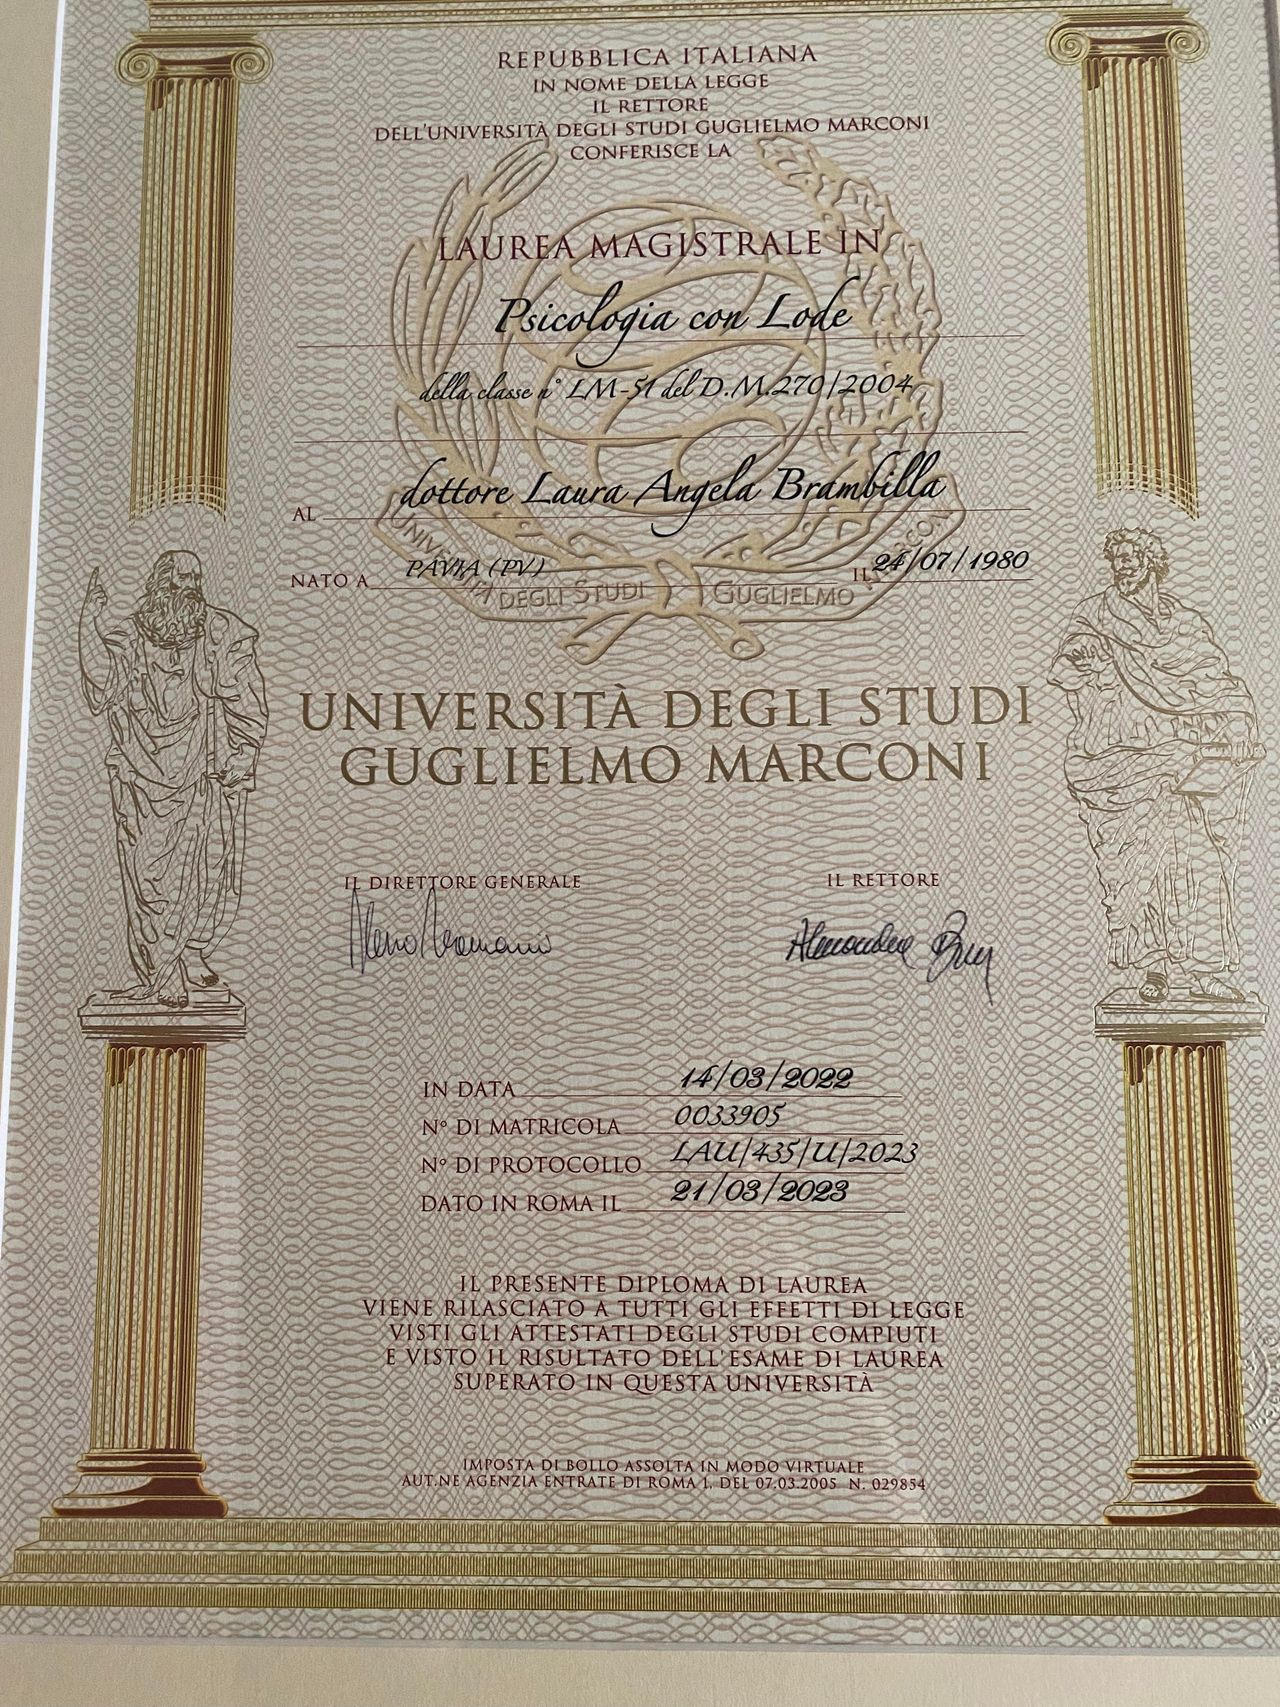 REPUBBLICA ITALIANA
IN NOME DELLA LEGGE
IL RETTORE
DELL'UNIVERSITÀ DEGLI STUDI GUGLIELMO MARCONI
CONFERISCE LA
LAUREA MAGISTRALE IN
Psicologia con Lode
della classe n° LM-51 del D.M.270/2004
AL dottore Laura Angela Brambilla
NATO A PAVIA (PV) IL 24/07/1980
DEGLI STUDI GUGLIELMO
UNIVERSITÀ DEGLI STUDI
GUGLIELMO MARCONI
IL DIRETTORE GENERALE IL RETTORE
IN DATA 14/03/2022
N° DI MATRICOLA 0033905
N° DI PROTOCOLLO LAU/435/U/2023
DATO IN ROMA IL 21/03/2023
IL PRESENTE DIPLOMA DI LAUREA
VIENE RILASCIATO A TUTTI GLI EFFETTI DI LEGGE
VISTI GLI ATTESTATI DEGLI STUDI COMPIUTI
E VISTO IL RISULTATO DELL'ESAME DI LAUREA
SUPERATO IN QUESTA UNIVERSITÀ
IMPOSTA DI BOLLO ASSOLTA IN MODO VIRTUALE
AUT.NE AGENZIA ENTRATE DI ROMA 1, DEL 07.03.2005 N. 029854